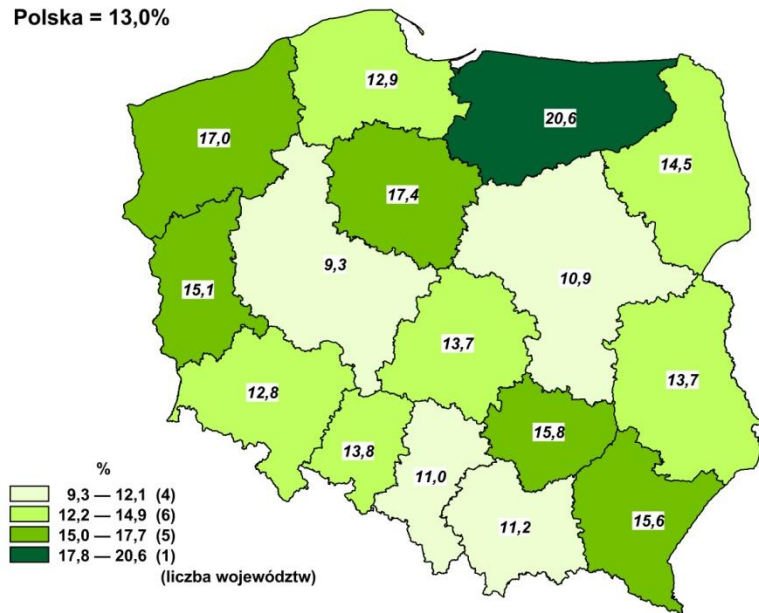 Polska = 13,0%
12,9
20,6
17,0
14,5
17,4
9,3
10,9
15,1
13,7
13,7
12,8
15,8
13,8
11,0
11,2
15,6
%
9,3 — 12,1 (4)
12,2 — 14,9 (6)
15,0 — 17,7 (5)
17,8 — 20,6 (1)
(liczba województw)